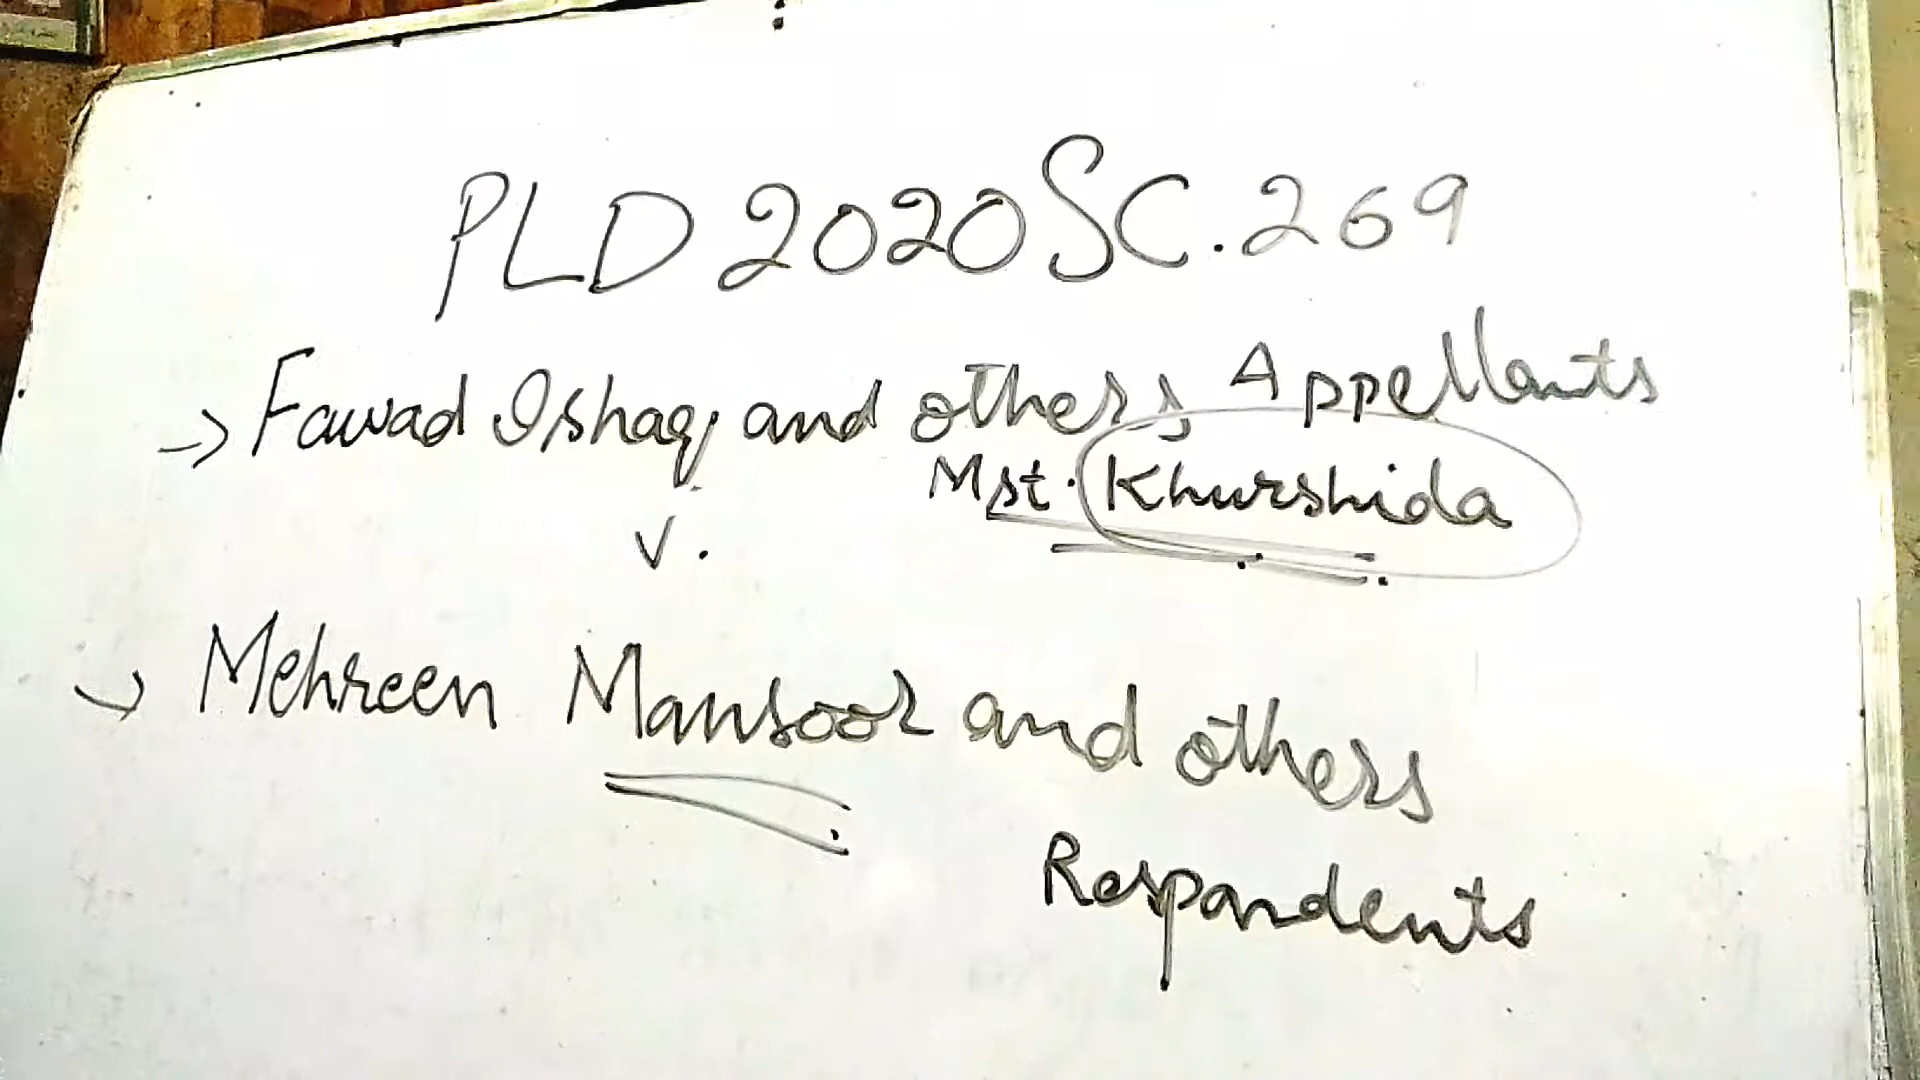 PLD 2020 SC. 269
→ Fawad Ishaq, and others Appellants
Mst. Khurshida
V.
→ Mehreen Mansoor and others
Respondents